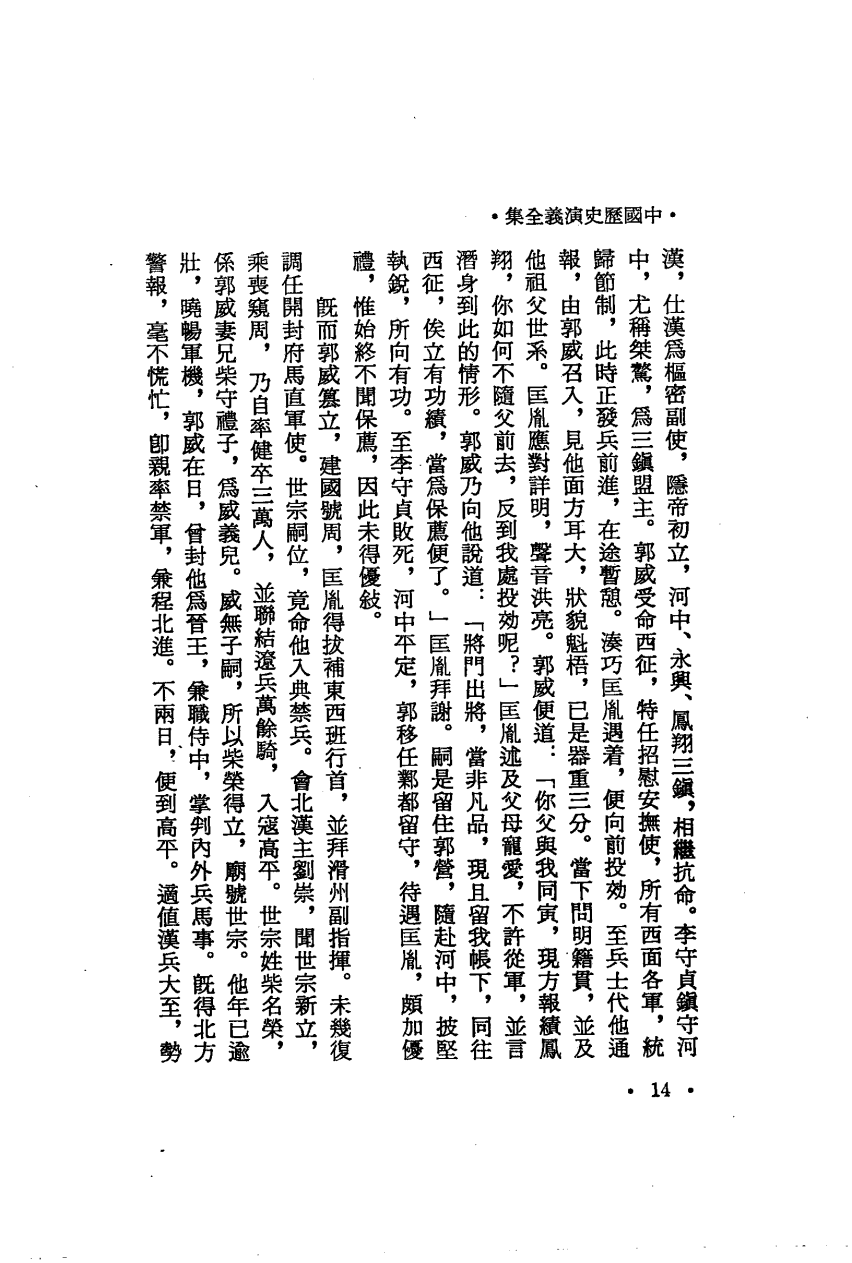 •中國歷史演義全集•
漢，仕漢爲樞密副使，隱帝初立，河中、永興、鳳翔三鎭，相繼抗命。李守貞鎭守河
中，尤稱桀驁，爲三鎭盟主。郭威受命西征，特任招慰安撫使，所有西面各軍，統
歸節制，此時正發兵前進，在途暫憩。湊巧匡胤遇着，便向前投効。至兵士代他通
報，由郭威召入，見他面方耳大，狀貌魁梧，已是器重三分。當下問明籍貫，並及
他祖父世系。匡胤應對詳明，聲音洪亮。郭威便道：「你父與我同寅，現方報績鳳
翔，你如何不隨父前去，反到我處投効呢？」匡胤述及父母寵愛，不許從軍，並言
潛身到此的情形。郭威乃向他說道：「將門出將，當非凡品，現且留我帳下，同往
西征，俟立有功績，當爲保薦便了。」匡胤拜謝。嗣是留住郭營，隨赴河中，披堅
執銳，所向有功。至李守貞敗死，河中平定，郭移任鄴都留守，待遇匡胤，頗加優
禮，惟始終不聞保薦，因此未得優敍。
既而郭威篡立，建國號周，匡胤得拔補東西班行首，並拜滑州副指揮。未幾復
調任開封府馬直軍使。世宗嗣位，竟命他入典禁兵。會北漢主劉崇，聞世宗新立，
乘喪窺周，乃自率健卒三萬人，並聯結遼兵萬餘騎，入寇高平。世宗姓柴名榮，
係郭威妻兄柴守禮子，爲威義兒。威無子嗣，所以柴榮得立，廟號世宗。他年已逾
壯，曉暢軍機，郭威在日，曾封他爲晉王，兼職侍中，掌判內外兵馬事。既得北方
警報，毫不慌忙，卽親率禁軍，兼程北進。不兩日，便到高平。適值漢兵大至，勢
•14•